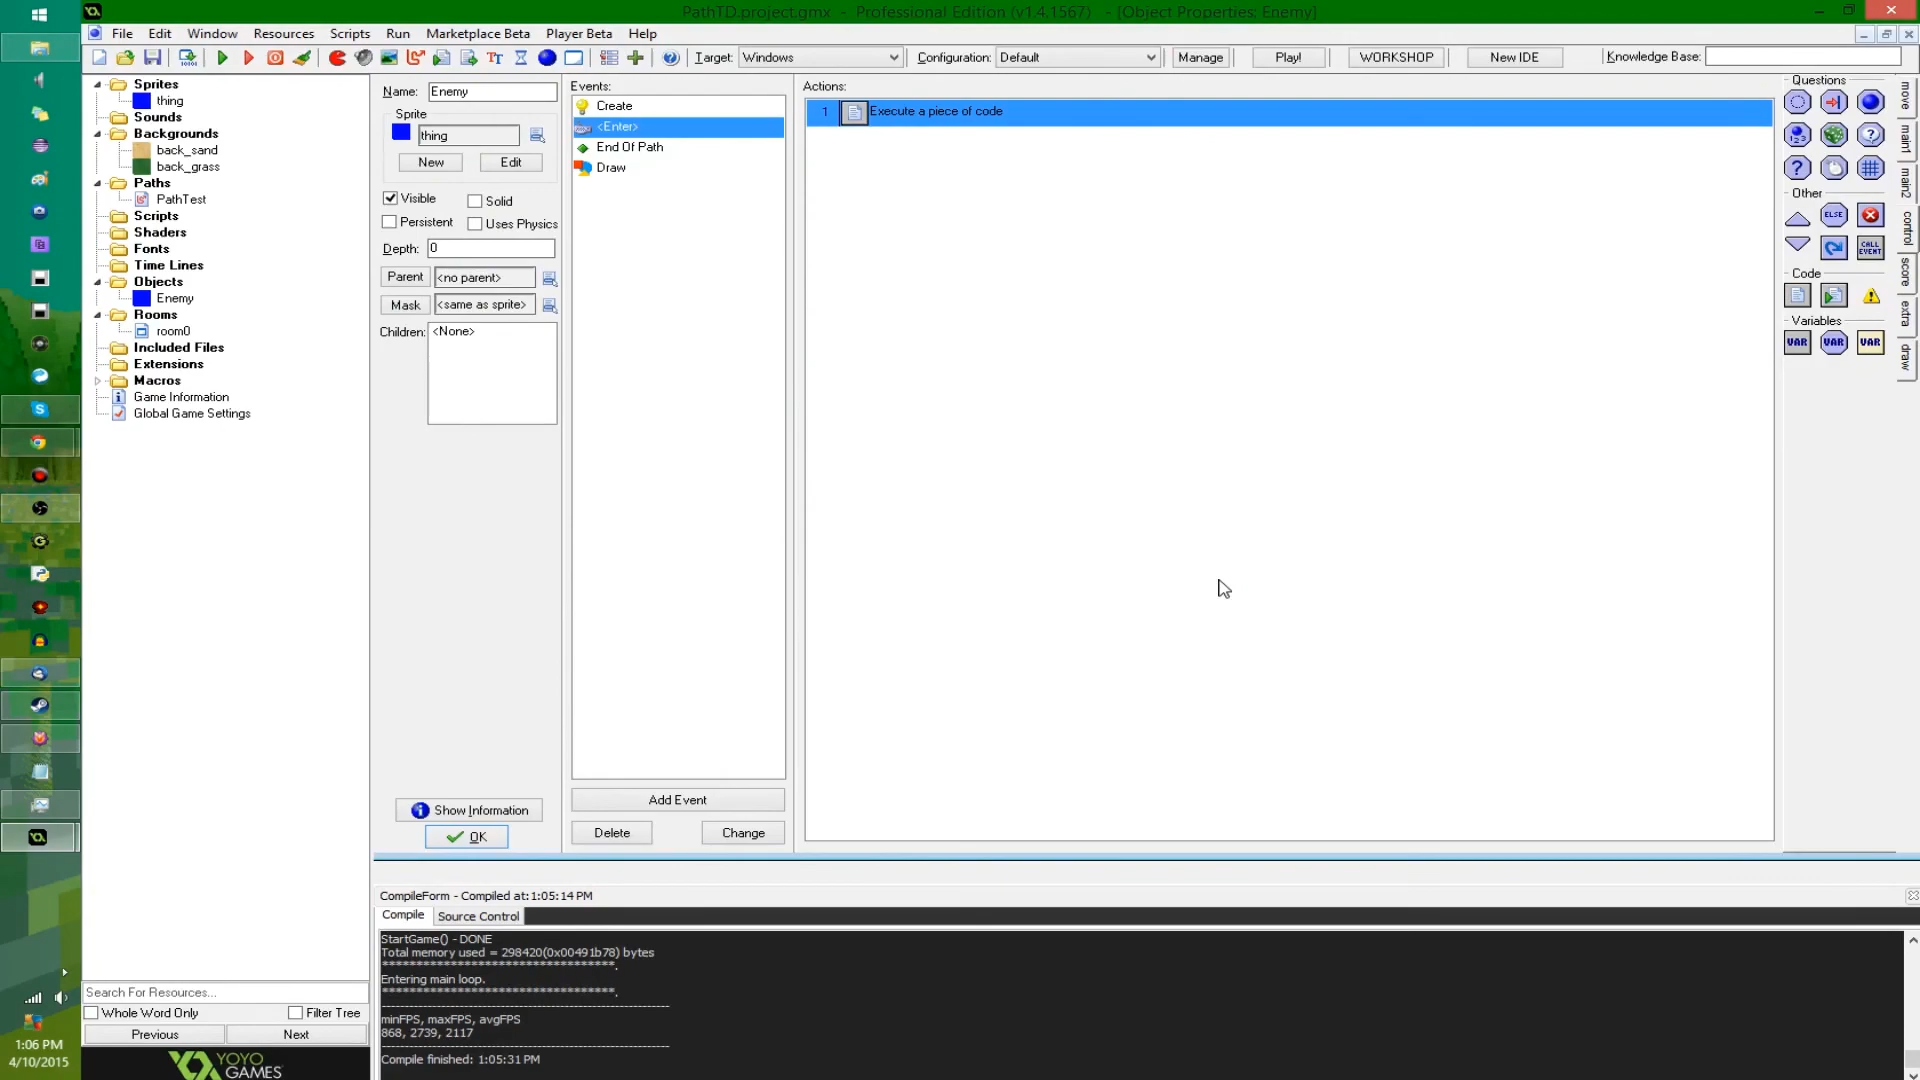 PathTD.project.gmx - Professional Edition (v1.4.1567) - [Object Properties: Enemy]
File Edit Window Resources Scripts Run Marketplace Beta Player Beta Help
Target: Windows Configuration: Default Manage Play! WORKSHOP New IDE Knowledge Base:
Sprites
thing
Sounds
Backgrounds
back_sand
back_grass
Paths
PathTest
Scripts
Shaders
Fonts
Time Lines
Objects
Enemy
Rooms
room0
Included Files
Extensions
Macros
Game Information
Global Game Settings
Search For Resources...
Whole Word Only Filter Tree
Previous Next
YOYO
GAMES
1:06 PM
4/10/2015
Name: Enemy
Sprite
thing
New Edit
Visible Solid
Persistent Uses Physics
Depth: 0
Parent <no parent>
Mask <same as sprite>
Children: <None>
Show Information
OK
Events:
Create
<Enter>
End Of Path
Draw
Add Event
Delete Change
Actions:
1 Execute a piece of code
Questions
Other
ELSE
CALL EVENT
Code
Variables
VAR VAR VAR
move
main1
main2
control
score
extra
draw
CompileForm - Compiled at:1:05:14 PM
Compile Source Control
StartGame() - DONE
Total memory used = 298420(0x00491b78) bytes
**********************************.
Entering main loop.
**********************************.
minFPS, maxFPS, avgFPS
868, 2739, 2117
Compile finished: 1:05:31 PM